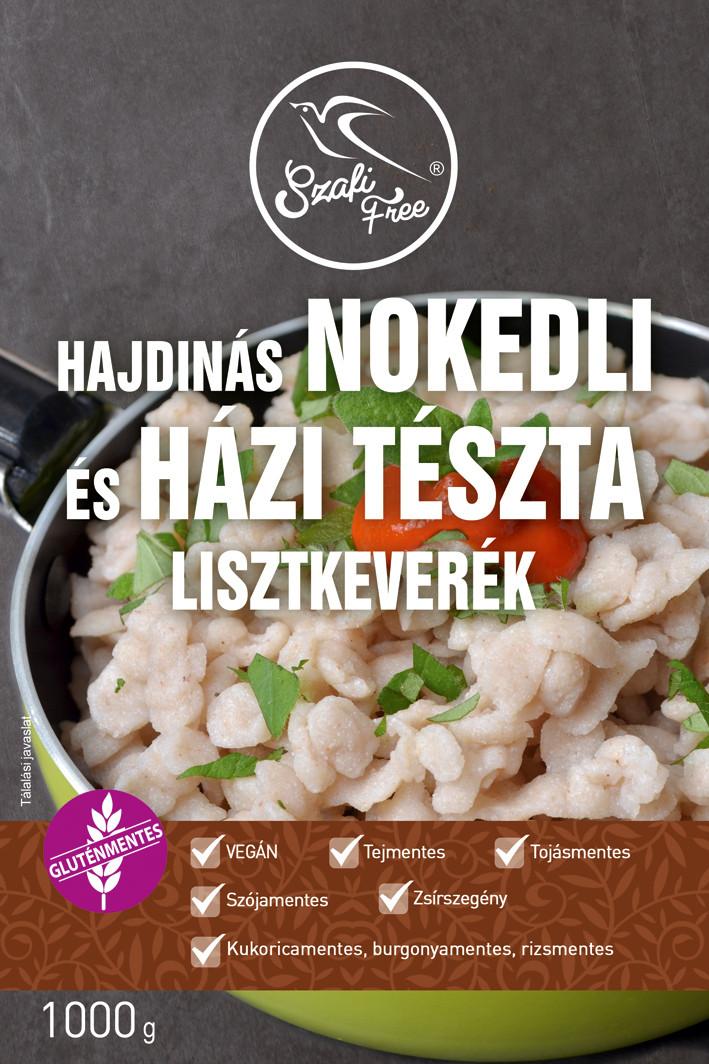 Szafi
Free
®
HAJDINÁS NOKEDLI
ÉS HÁZI TÉSZTA
LISZTKEVERÉK
Tálalási javaslat
GLUTÉNMENTES
VEGÁN
Tejmentes
Tojásmentes
Szójamentes
Zsírszegény
Kukoricamentes, burgonyamentes, rizsmentes
1000 g